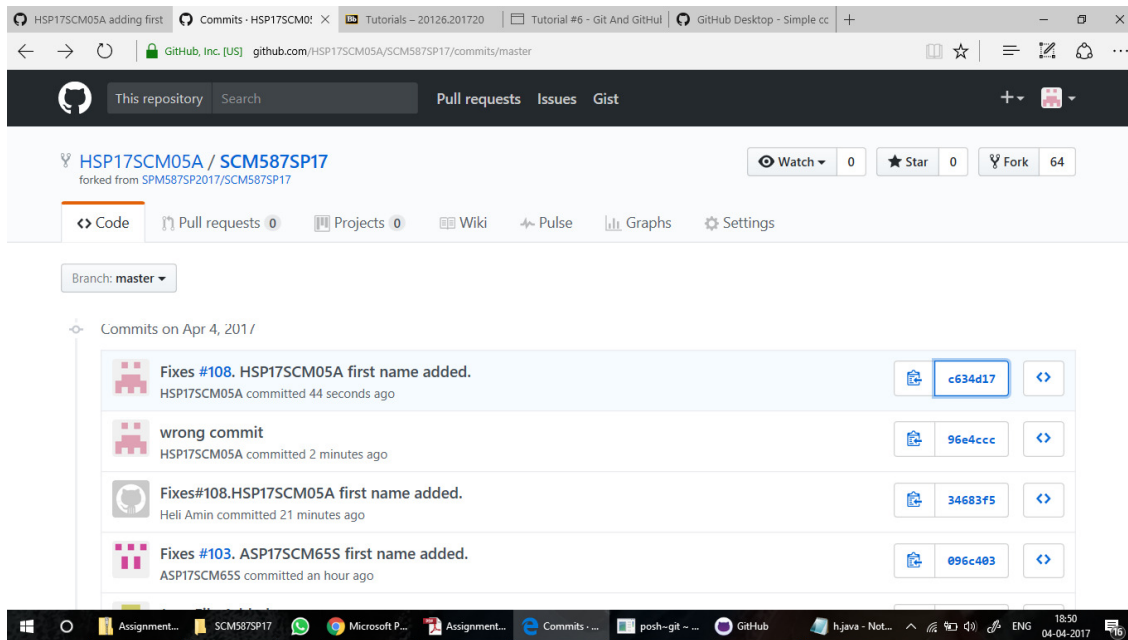 HSP17SCM05A adding first
Commits · HSP17SCM0
Tutorials – 20126.201720
Tutorial #6 - Git And GitHul
GitHub Desktop - Simple cc
GitHub, Inc. [US] github.com/HSP17SCM05A/SCM587SP17/commits/master
This repository Search
Pull requests Issues Gist
HSP17SCM05A / SCM587SP17
forked from SPM587SP2017/SCM587SP17
Watch 0
Star 0
Fork 64
Code
Pull requests 0
Projects 0
Wiki
Pulse
Graphs
Settings
Branch: master
Commits on Apr 4, 2017
Fixes #108. HSP17SCM05A first name added.
HSP17SCM05A committed 44 seconds ago
c634d17
wrong commit
HSP17SCM05A committed 2 minutes ago
96e4ccc
Fixes#108.HSP17SCM05A first name added.
Heli Amin committed 21 minutes ago
34683f5
Fixes #103. ASP17SCM65S first name added.
ASP17SCM65S committed an hour ago
096c403
Assignment...
SCM587SP17
Microsoft P...
Assignment...
Commits · ...
posh~git ~ ...
GitHub
h.java - Not...
ENG
18:50
04-04-2017
16